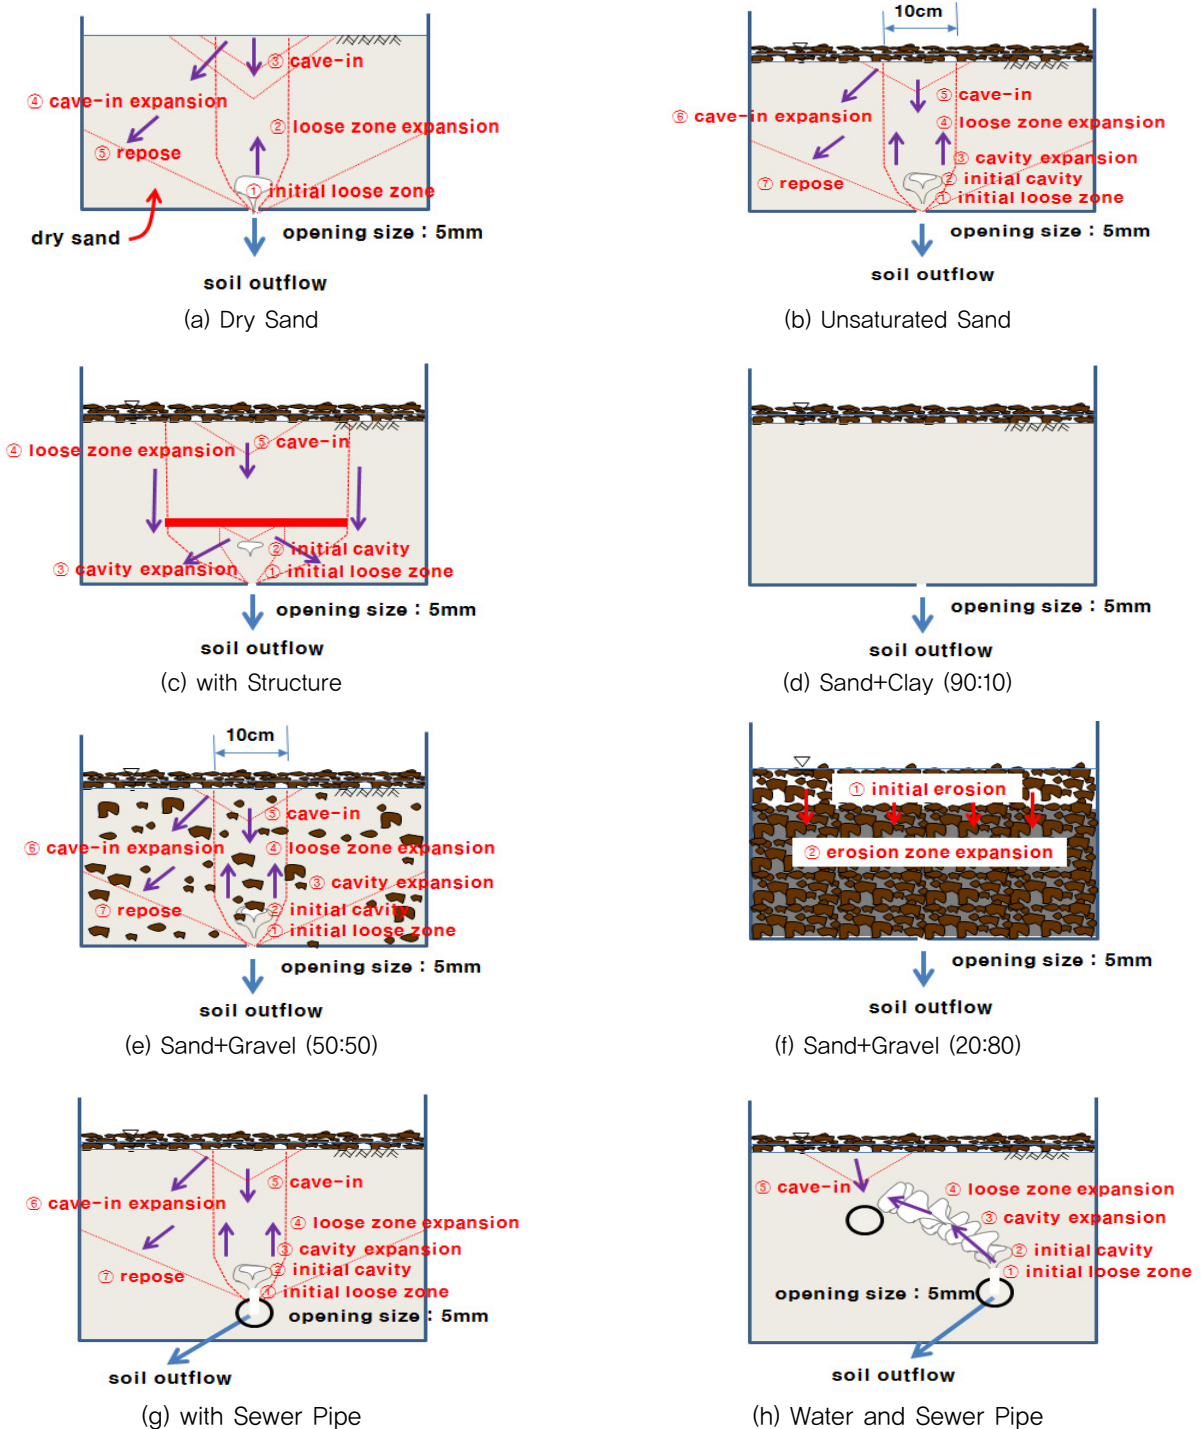 ③ cave-in
④ cave-in expansion
② loose zone expansion
⑤ repose
① initial loose zone
dry sand
opening size : 5mm
soil outflow
(a) Dry Sand
10cm
⑤ cave-in
⑥ cave-in expansion
④ loose zone expansion
③ cavity expansion
② initial cavity
⑦ repose
① initial loose zone
opening size : 5mm
soil outflow
(b) Unsaturated Sand
④ loose zone expansion
⑤ cave-in
② initial cavity
③ cavity expansion
① initial loose zone
opening size : 5mm
soil outflow
(c) with Structure
opening size : 5mm
soil outflow
(d) Sand+Clay (90:10)
10cm
⑤ cave-in
⑥ cave-in expansion
④ loose zone expansion
③ cavity expansion
⑦ repose
② initial cavity
① initial loose zone
opening size : 5mm
soil outflow
(e) Sand+Gravel (50:50)
① initial erosion
② erosion zone expansion
opening size : 5mm
soil outflow
(f) Sand+Gravel (20:80)
⑤ cave-in
⑥ cave-in expansion
④ loose zone expansion
③ cavity expansion
② initial cavity
⑦ repose
① initial loose zone
opening size : 5mm
soil outflow
(g) with Sewer Pipe
⑤ cave-in
④ loose zone expansion
③ cavity expansion
② initial cavity
① initial loose zone
opening size : 5mm
soil outflow
(h) Water and Sewer Pipe